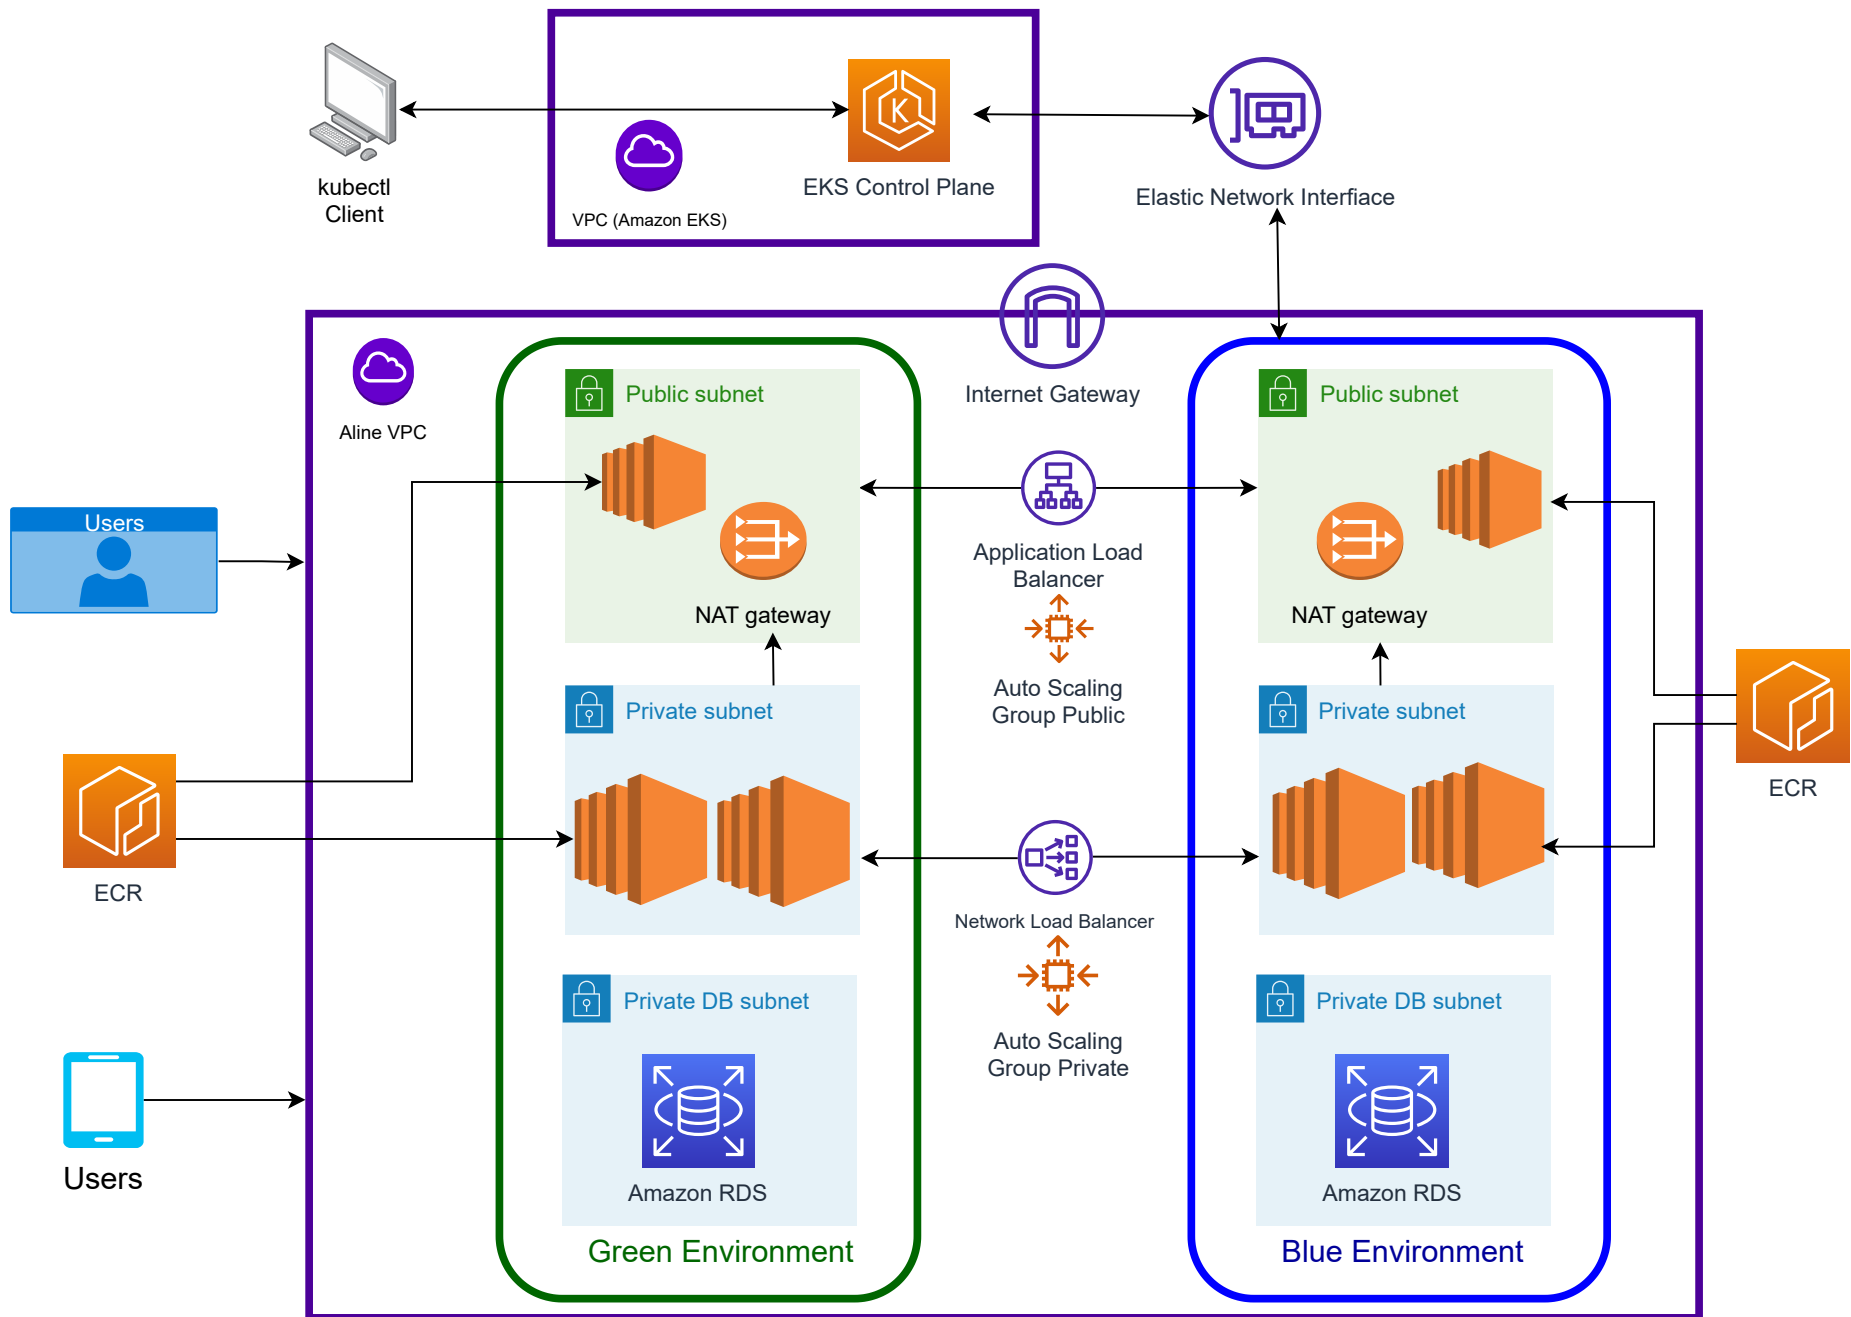 kubectl
Client
VPC (Amazon EKS)
K
EKS Control Plane
Elastic Network Interfiace
Internet Gateway
Aline VPC
Public subnet
Public subnet
Users
Application Load
Balancer
NAT gateway
NAT gateway
Auto Scaling
Group Public
Private subnet
Private subnet
ECR
ECR
Network Load Balancer
Auto Scaling
Group Private
Private DB subnet
Private DB subnet
Users
Amazon RDS
Amazon RDS
Green Environment
Blue Environment